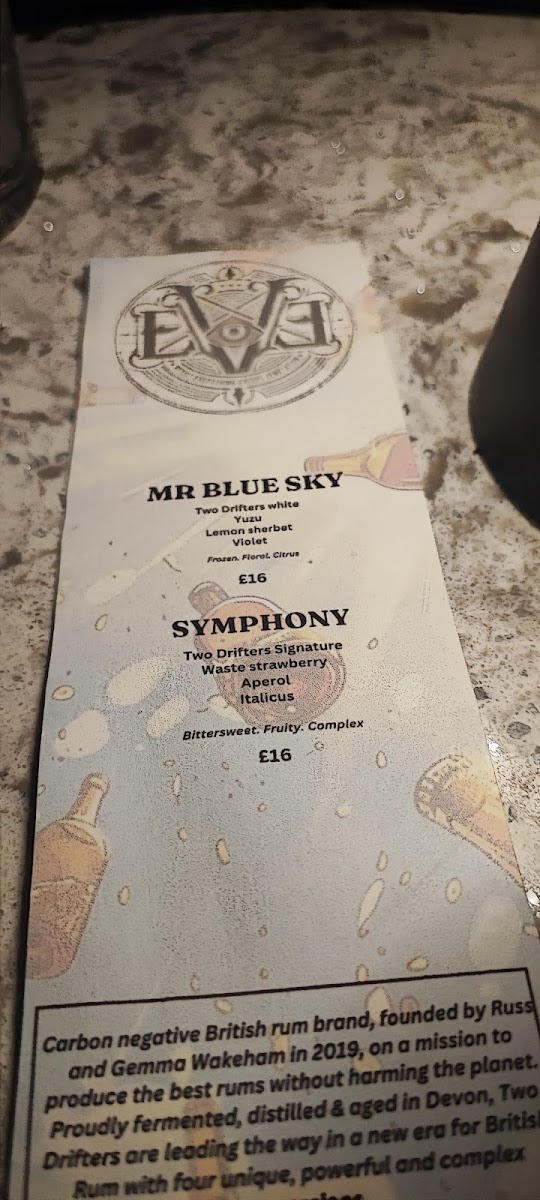 EVE
MR BLUE SKY
Two Drifters white
Yuzu
Lemon sherbet
Violet
Frozen. Floral. Citrus
£16
SYMPHONY
Two Drifters Signature
Waste strawberry
Aperol
Italicus
Bittersweet. Fruity. Complex
£16
Carbon negative British rum brand, founded by Russ
and Gemma Wakeham in 2019, on a mission to
produce the best rums without harming the planet.
Proudly fermented, distilled & aged in Devon, Two
Drifters are leading the way in a new era for British
Rum with four unique, powerful and complex